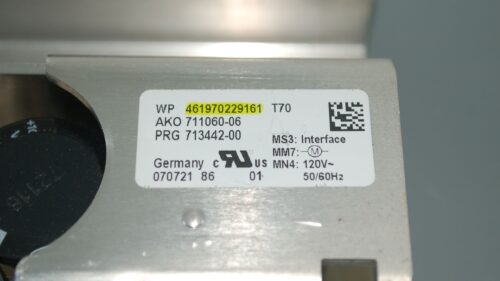 WP 461970229161 T70
AKO 711060-06
PRG 713442-00
MS3: Interface
MM7: -M-
Germany c RU US MN4: 120V~
070721 86 01 50/60Hz